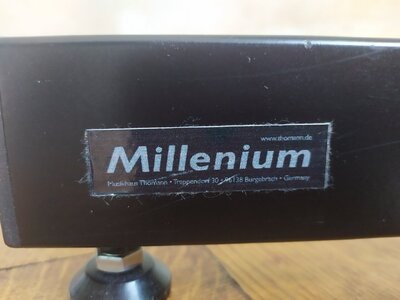 www.thomann.de
Millenium
Musikhaus Thomann • Treppendorf 30 • 96138 Burgebrach • Germany